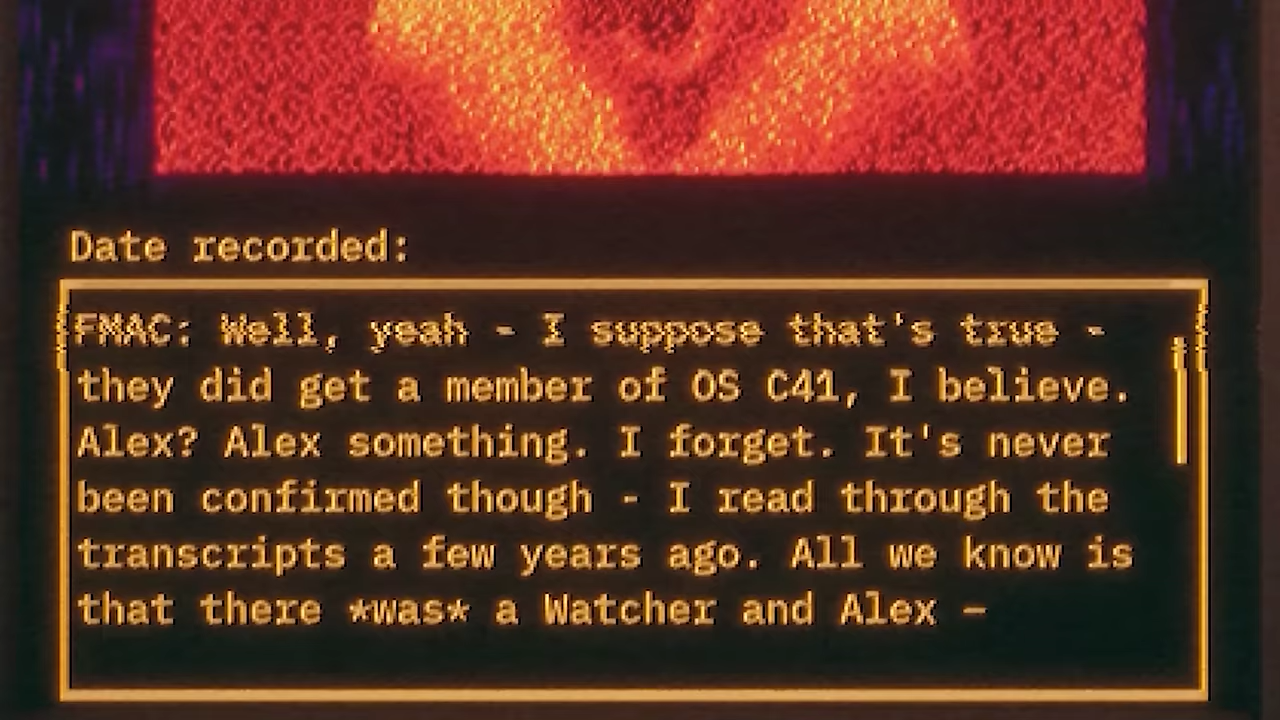 Date recorded:
FMAC: Well, yeah - I suppose that's true -
they did get a member of OS C41, I believe.
Alex? Alex something. I forget. It's never
been confirmed though - I read through the
transcripts a few years ago. All we know is
that there *was* a Watcher and Alex —